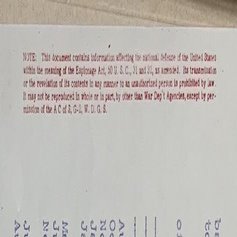 NOTE: This document contains information affecting the national defense of the United States
within the meaning of the Espionage Act, 50 U. S. C., 31 and 32, as amended. Its transmission
or the revelation of its contents in any manner to an unauthorized person is prohibited by law.
It may not be reproduced in whole or in part, by other than War Dep't Agencies, except by per-
mission of the A C of S, G-2, W. D. G. S.